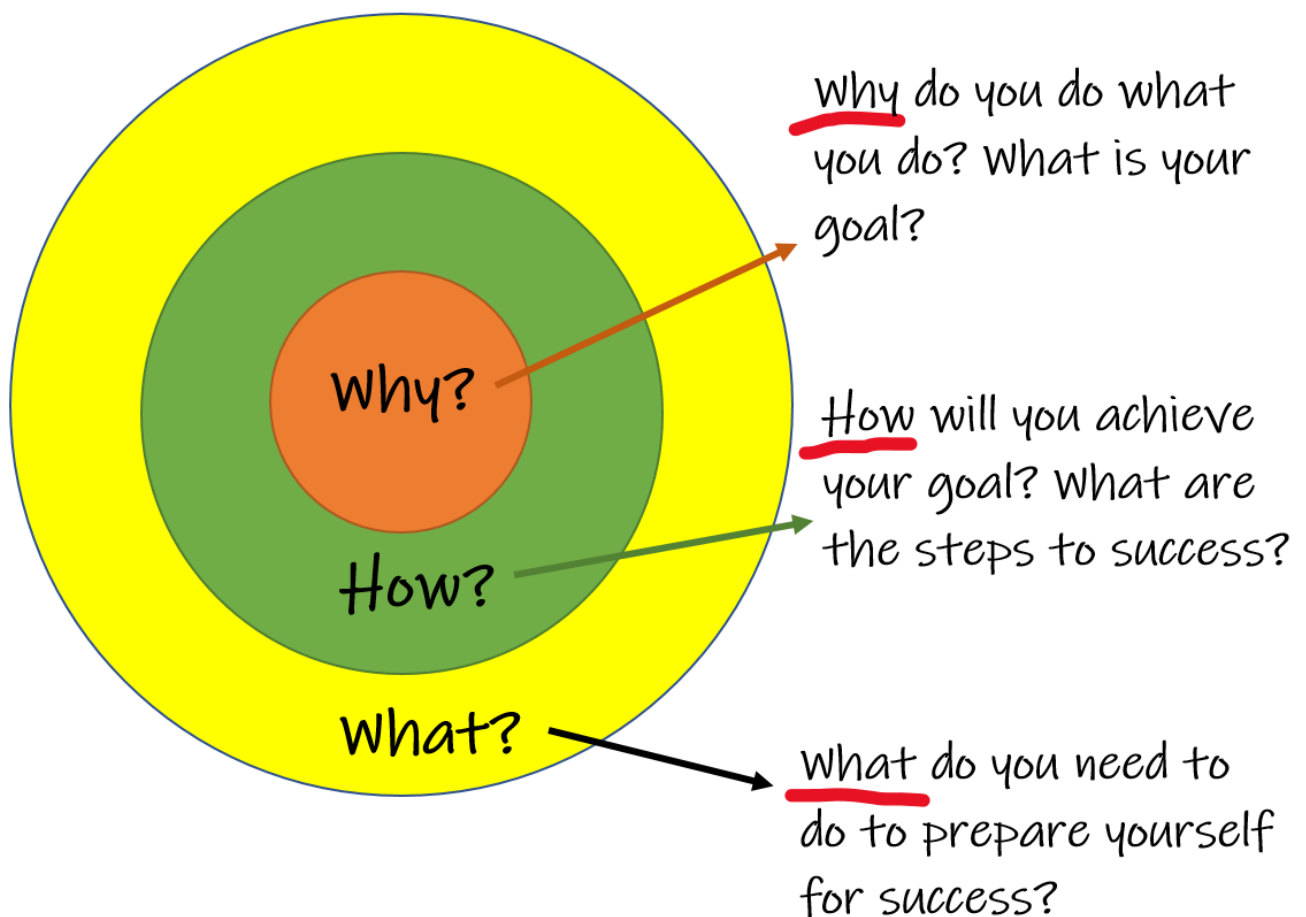 Why do you do what
you do? What is your
goal?
Why?
How will you achieve
your goal? What are
the steps to success?
How?
What?
What do you need to
do to prepare yourself
for success?